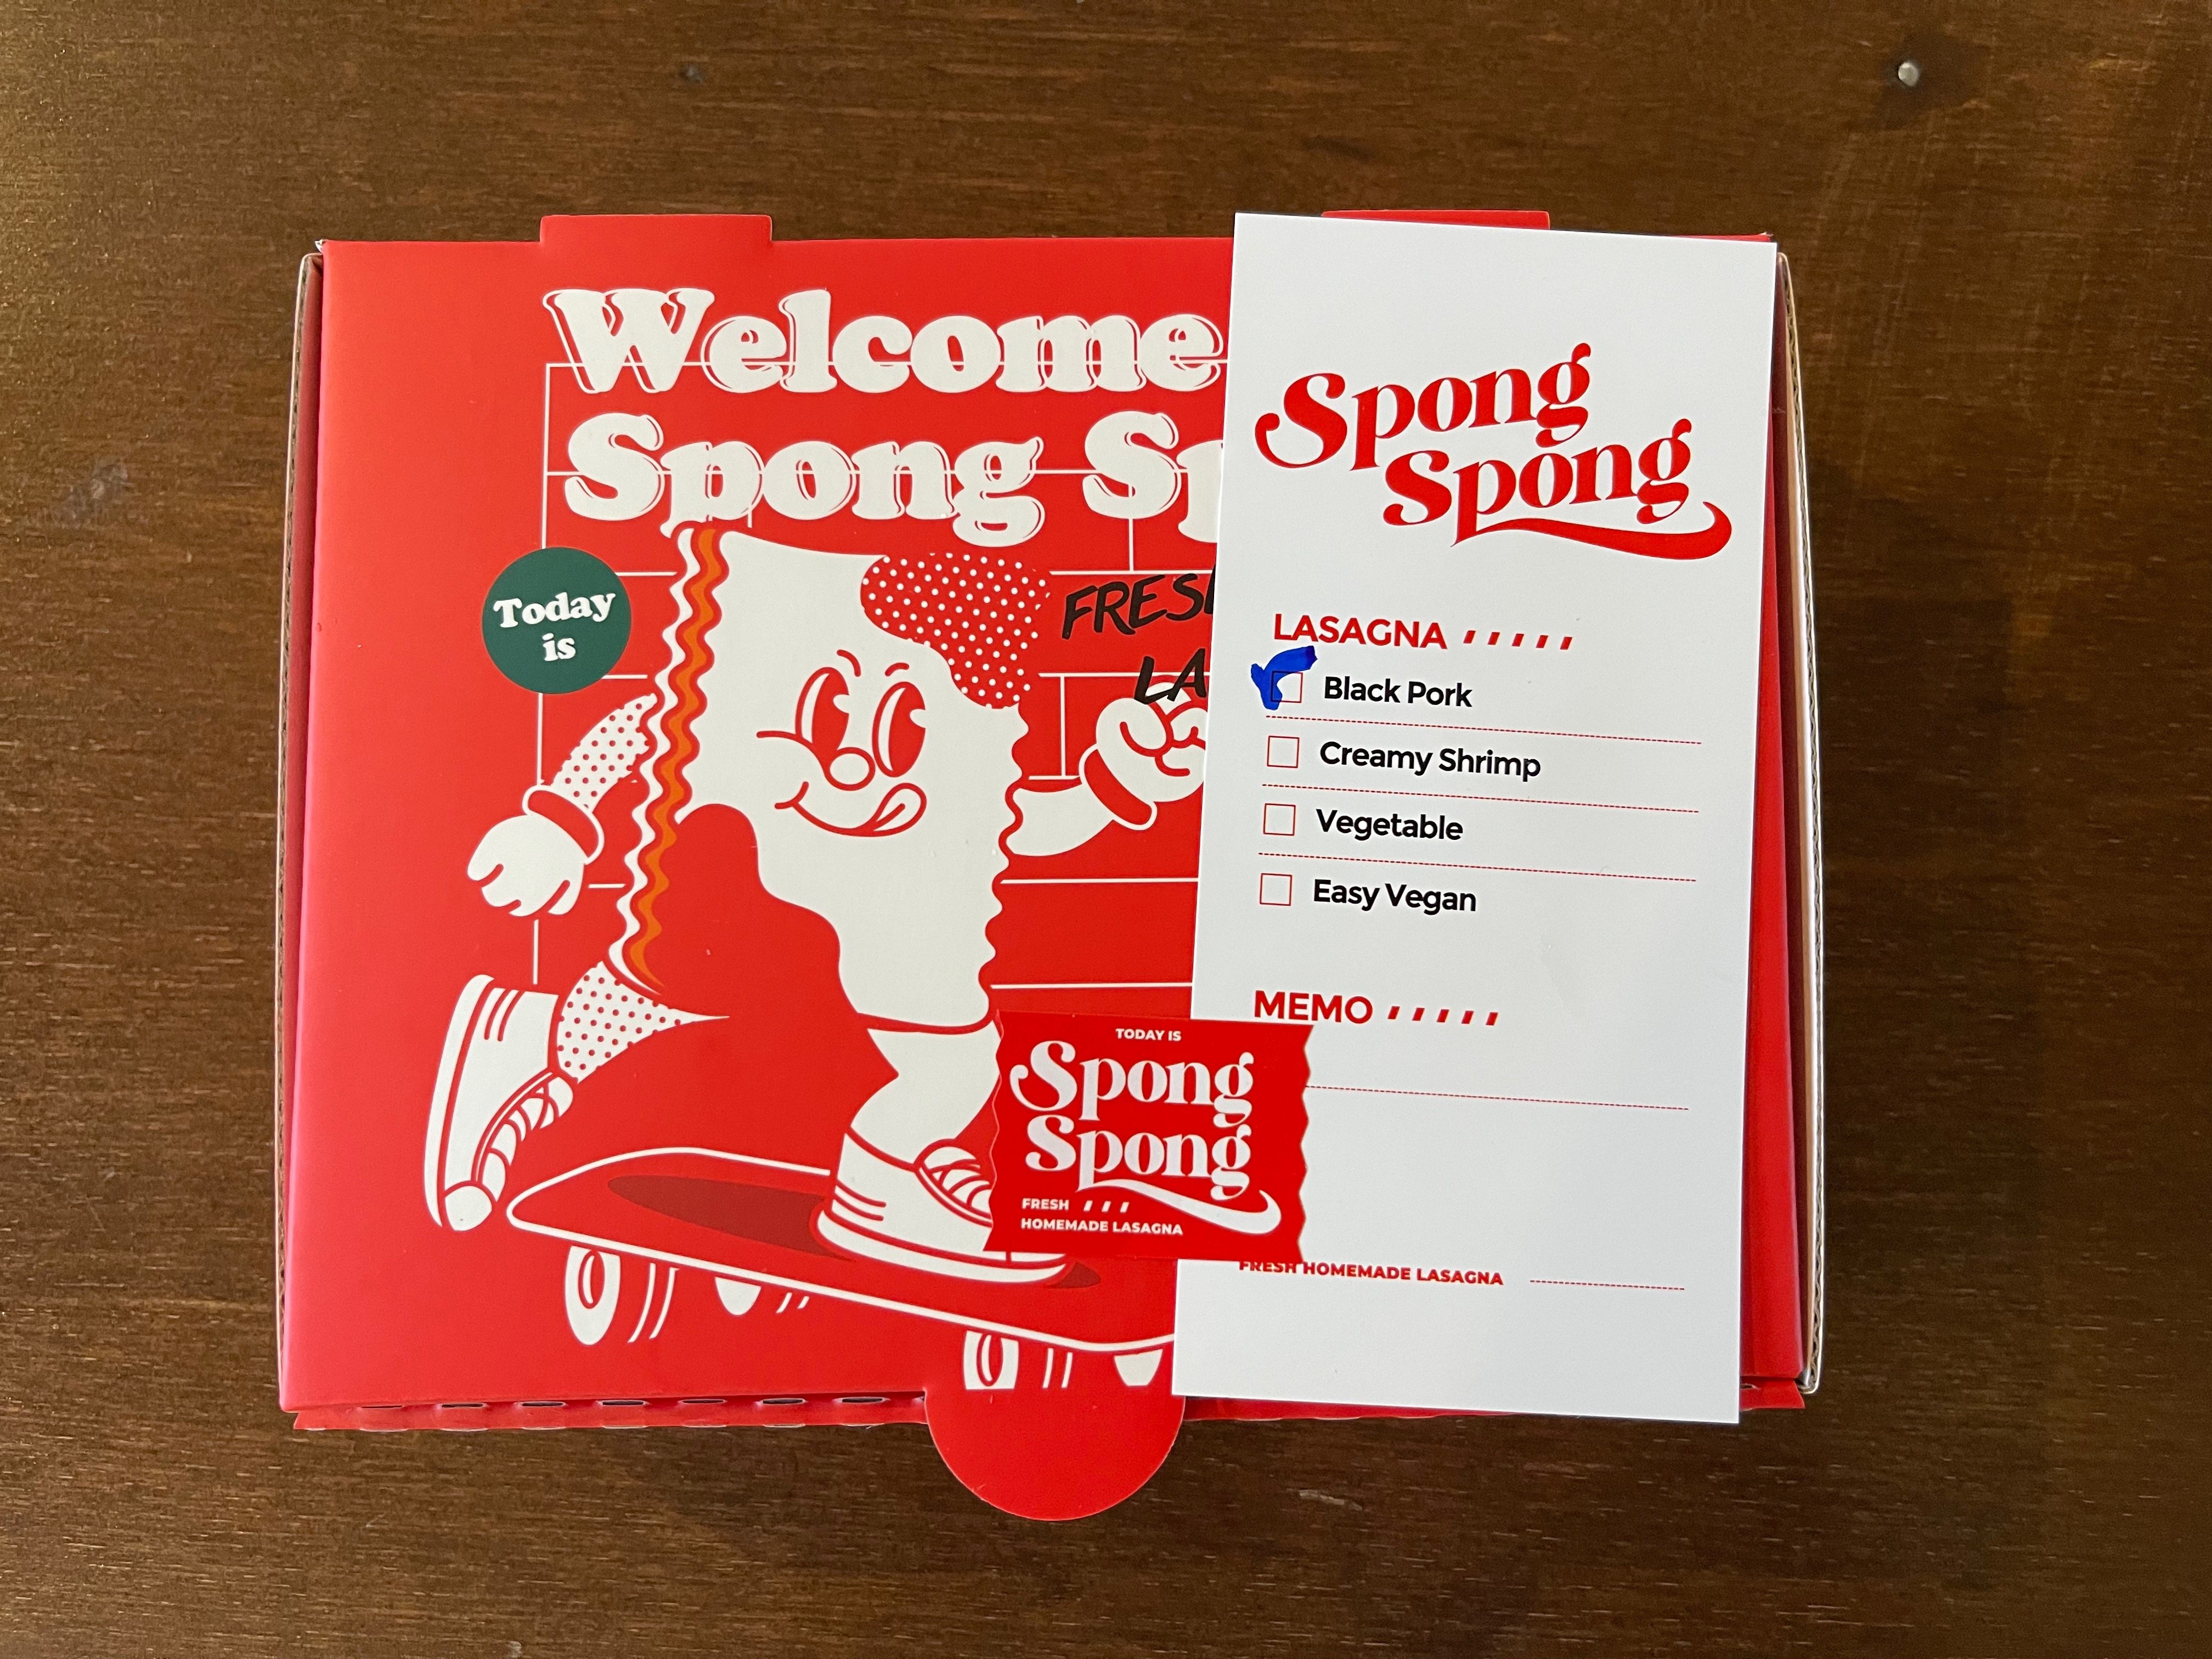 Welcome
Spong Sp
Today
is
FRESH
LA
Spong
Spong
LASAGNA
Black Pork
Creamy Shrimp
Vegetable
Easy Vegan
MEMO
TODAY IS
Spong
Spong
FRESH
HOMEMADE LASAGNA
FRESH HOMEMADE LASAGNA